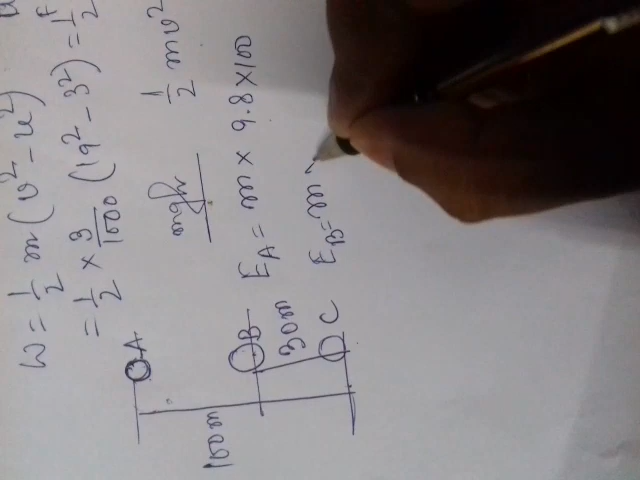 W = 1/2 m (v² - u²)
= 1/2 × 3/1000 (19² - 3²) = 1/2
mgh 1/2 mv²
E_A = m × 9.8 × 100
E_B = m
A
B
30m
C
100m